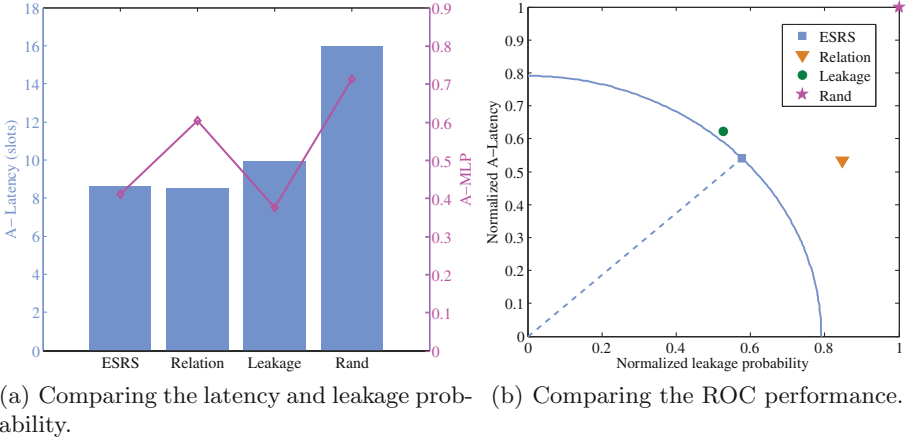 18
16
14
12
10
8
6
4
2
0
A– Latency (slots)
0.9
0.8
0.7
0.6
0.5
0.4
0.3
0.2
0.1
0
A–MLP
ESRS Relation Leakage Rand
(a) Comparing the latency and leakage prob-
ability.
1
0.9
0.8
0.7
0.6
0.5
0.4
0.3
0.2
0.1
0
Normalized A–Latency
ESRS
Relation
Leakage
Rand
0 0.2 0.4 0.6 0.8 1
Normalized leakage probability
(b) Comparing the ROC performance.